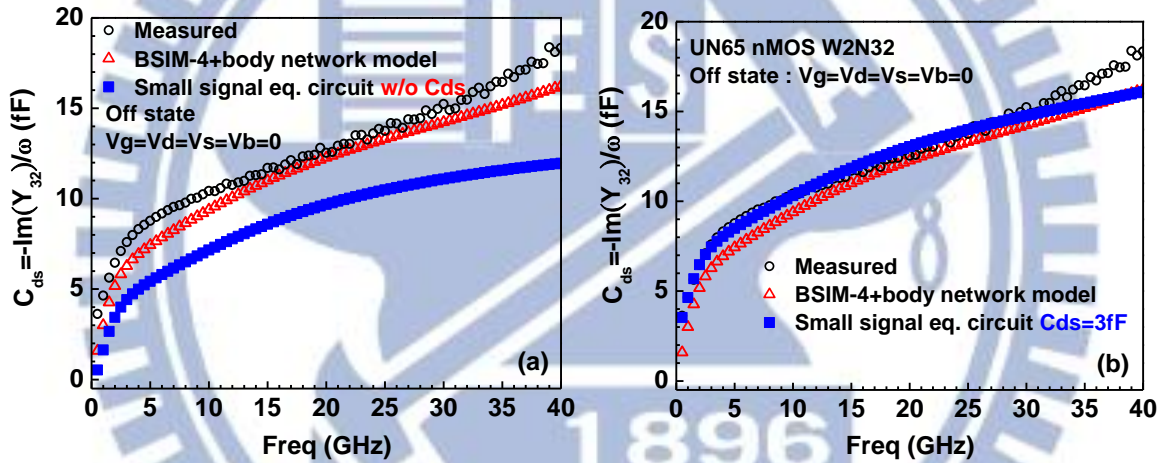 20
15
10
5
0
C_ds=-Im(Y_32)/ω (fF)
Measured
BSIM-4+body network model
Small signal eq. circuit w/o Cds
Off state
Vg=Vd=Vs=Vb=0
(a)
0 5 10 15 20 25 30 35 40
Freq (GHz)
20
15
10
5
0
C_ds=-Im(Y_32)/ω (fF)
UN65 nMOS W2N32
Off state : Vg=Vd=Vs=Vb=0
Measured
BSIM-4+body network model
Small signal eq. circuit Cds=3fF
(b)
0 5 10 15 20 25 30 35 40
Freq (GHz)
1896